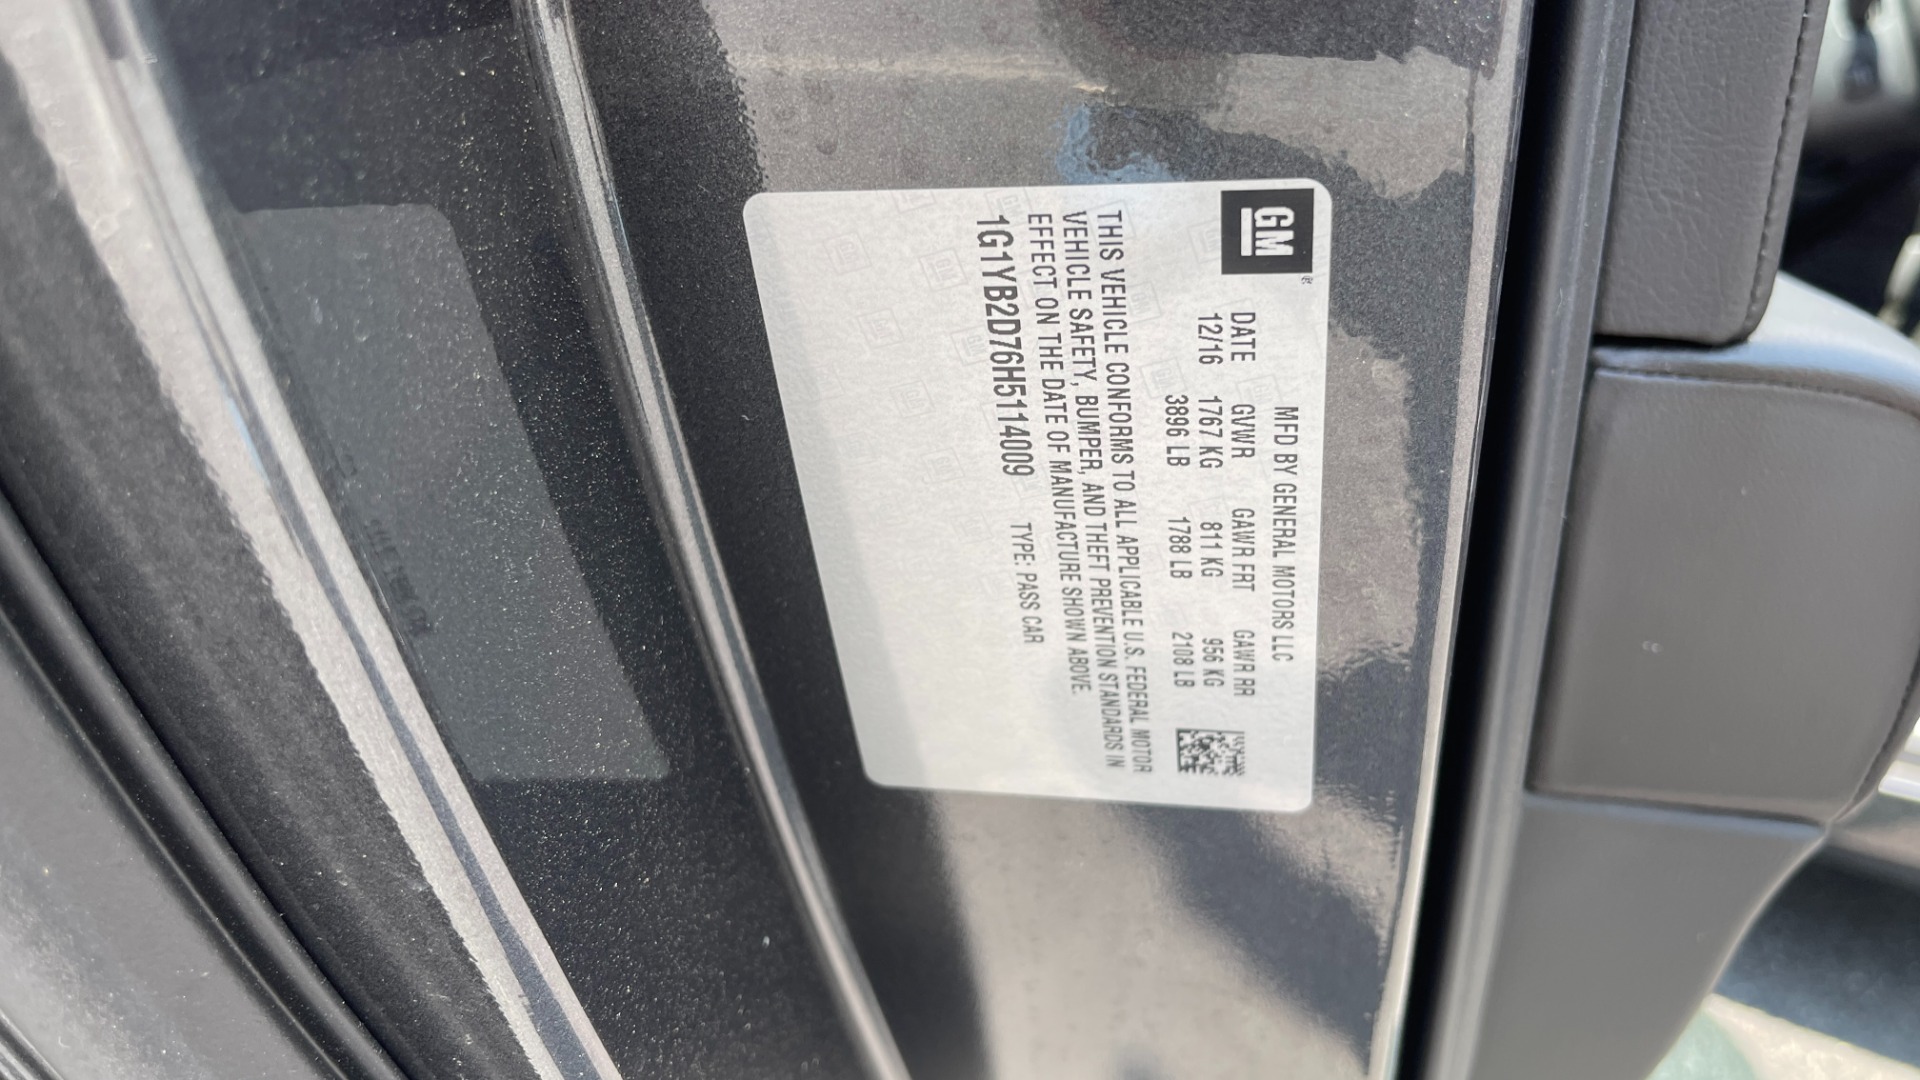 GM
MFD BY GENERAL MOTORS LLC
DATE GVWR GAWR FRT GAWR RR
12/16 1767 KG 811 KG 956 KG
3896 LB 1788 LB 2108 LB
THIS VEHICLE CONFORMS TO ALL APPLICABLE U.S. FEDERAL MOTOR
VEHICLE SAFETY, BUMPER, AND THEFT PREVENTION STANDARDS IN
EFFECT ON THE DATE OF MANUFACTURE SHOWN ABOVE.
1G1YB2D76H5114009 TYPE: PASS CAR